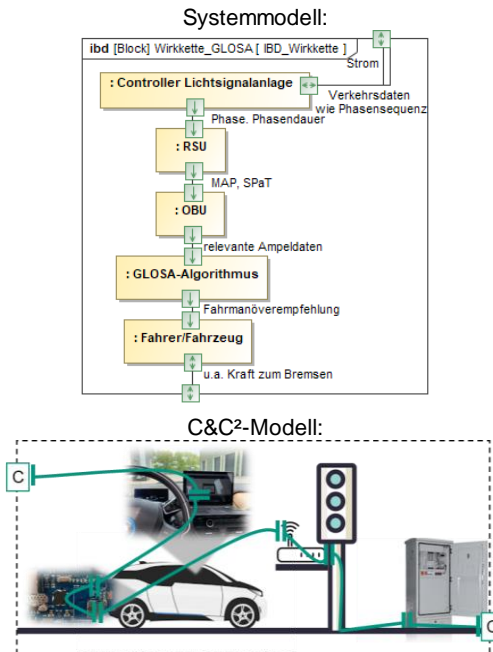 Systemmodell:
ibd [Block] Wirkkette_GLOSA [ IBD_Wirkkette ]
Strom
: Controller Lichtsignalanlage
Verkehrsdaten
wie Phasensequenz
Phase. Phasendauer
: RSU
MAP, SPaT
: OBU
relevante Ampeldaten
: GLOSA-Algorithmus
Fahrmanöverempfehlung
: Fahrer/Fahrzeug
u.a. Kraft zum Bremsen
C&C²-Modell:
C
C